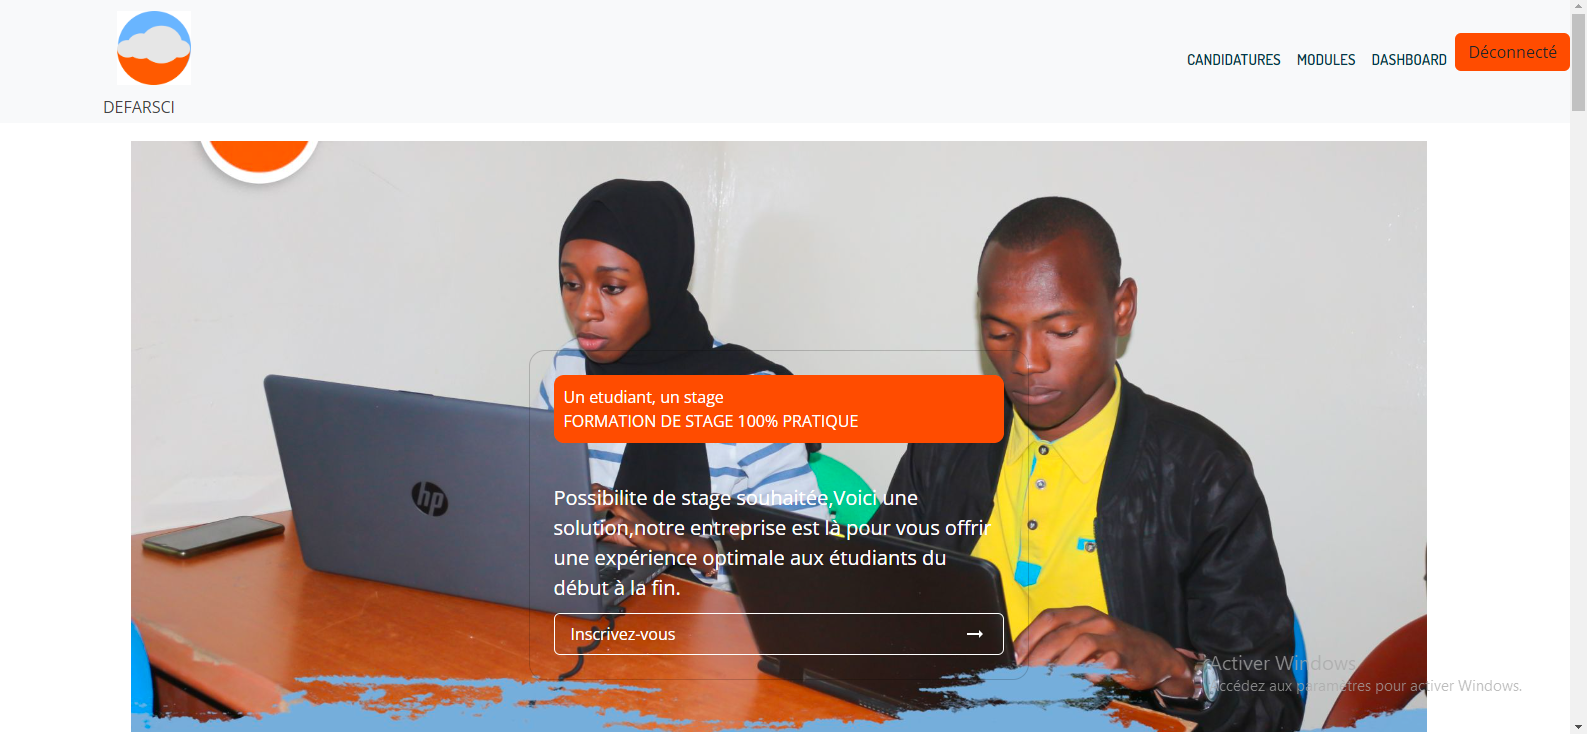 DEFARSCI
CANDIDATURES MODULES DASHBOARD Déconnecté
Un etudiant, un stage
FORMATION DE STAGE 100% PRATIQUE
hp
Possibilite de stage souhaitée,Voici une
solution,notre entreprise est là pour vous offrir
une expérience optimale aux étudiants du
début à la fin.
Inscrivez-vous
Activer Windows
Accédez aux paramètres pour activer Windows.